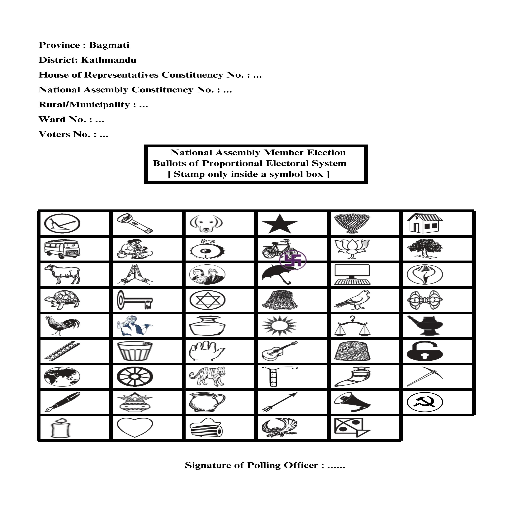 Province : Bagmati
District: Kathmandu
House of Representatives Constituency No. : ...
National Assembly Constituency No. : ...
Rural/Municipality : ...
Ward No. : ...
Voters No. : ...
National Assembly Member Election
Ballots of Proportional Electoral System
[ Stamp only inside a symbol box ]
Signature of Polling Officer : ......